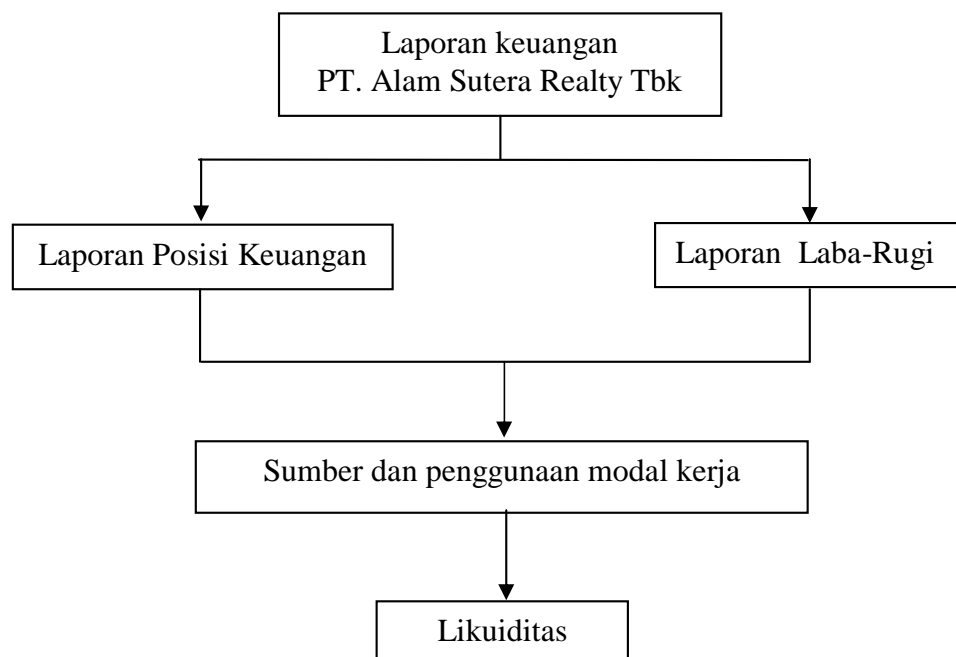 Laporan keuangan
PT. Alam Sutera Realty Tbk
Laporan Posisi Keuangan
Laporan Laba-Rugi
Sumber dan penggunaan modal kerja
Likuiditas